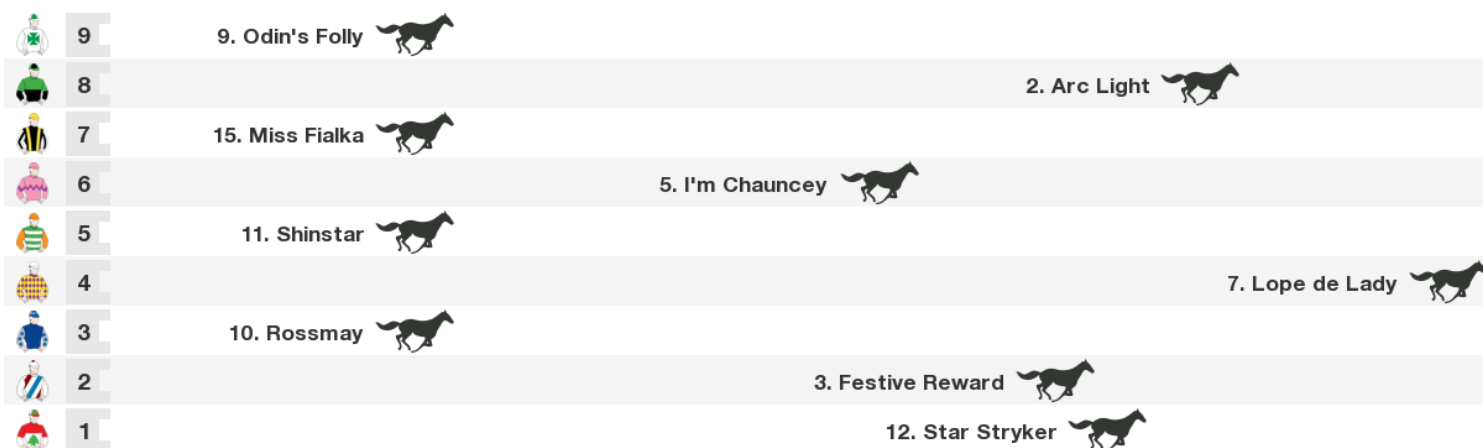 9 9. Odin's Folly
8 2. Arc Light
7 15. Miss Fialka
6 5. I'm Chauncey
5 11. Shinstar
4 7. Lope de Lady
3 10. Rossmay
2 3. Festive Reward
1 12. Star Stryker